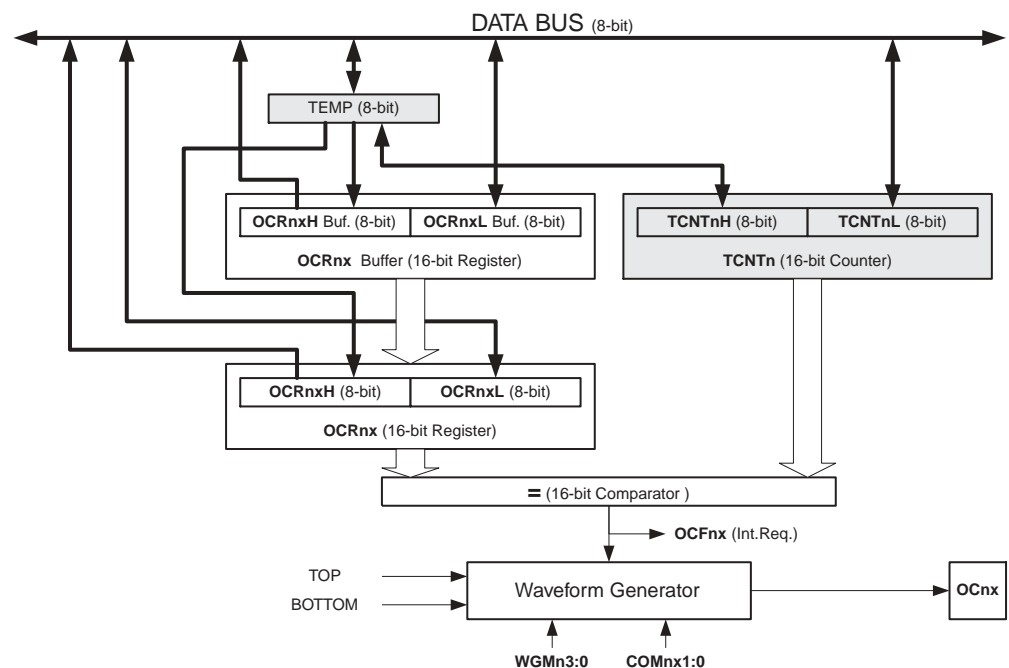 DATA BUS (8-bit)
TEMP (8-bit)
OCRnxH Buf. (8-bit)
OCRnxL Buf. (8-bit)
OCRnx Buffer (16-bit Register)
TCNTnH (8-bit)
TCNTnL (8-bit)
TCNTn (16-bit Counter)
OCRnxH (8-bit)
OCRnxL (8-bit)
OCRnx (16-bit Register)
= (16-bit Comparator )
OCFnx (Int.Req.)
TOP
BOTTOM
Waveform Generator
OCnx
WGMn3:0
COMnx1:0